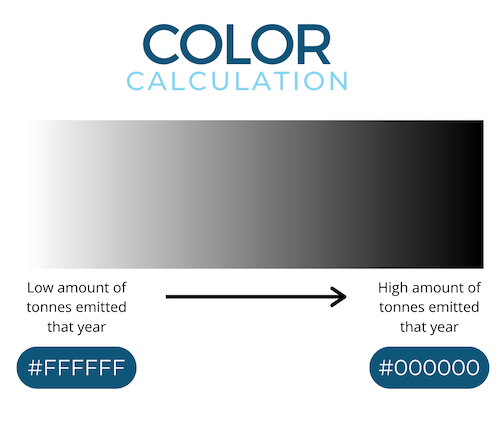 COLOR
CALCULATION
Low amount of
tonnes emitted
that year
#FFFFFF
High amount of
tonnes emitted
that year
#000000